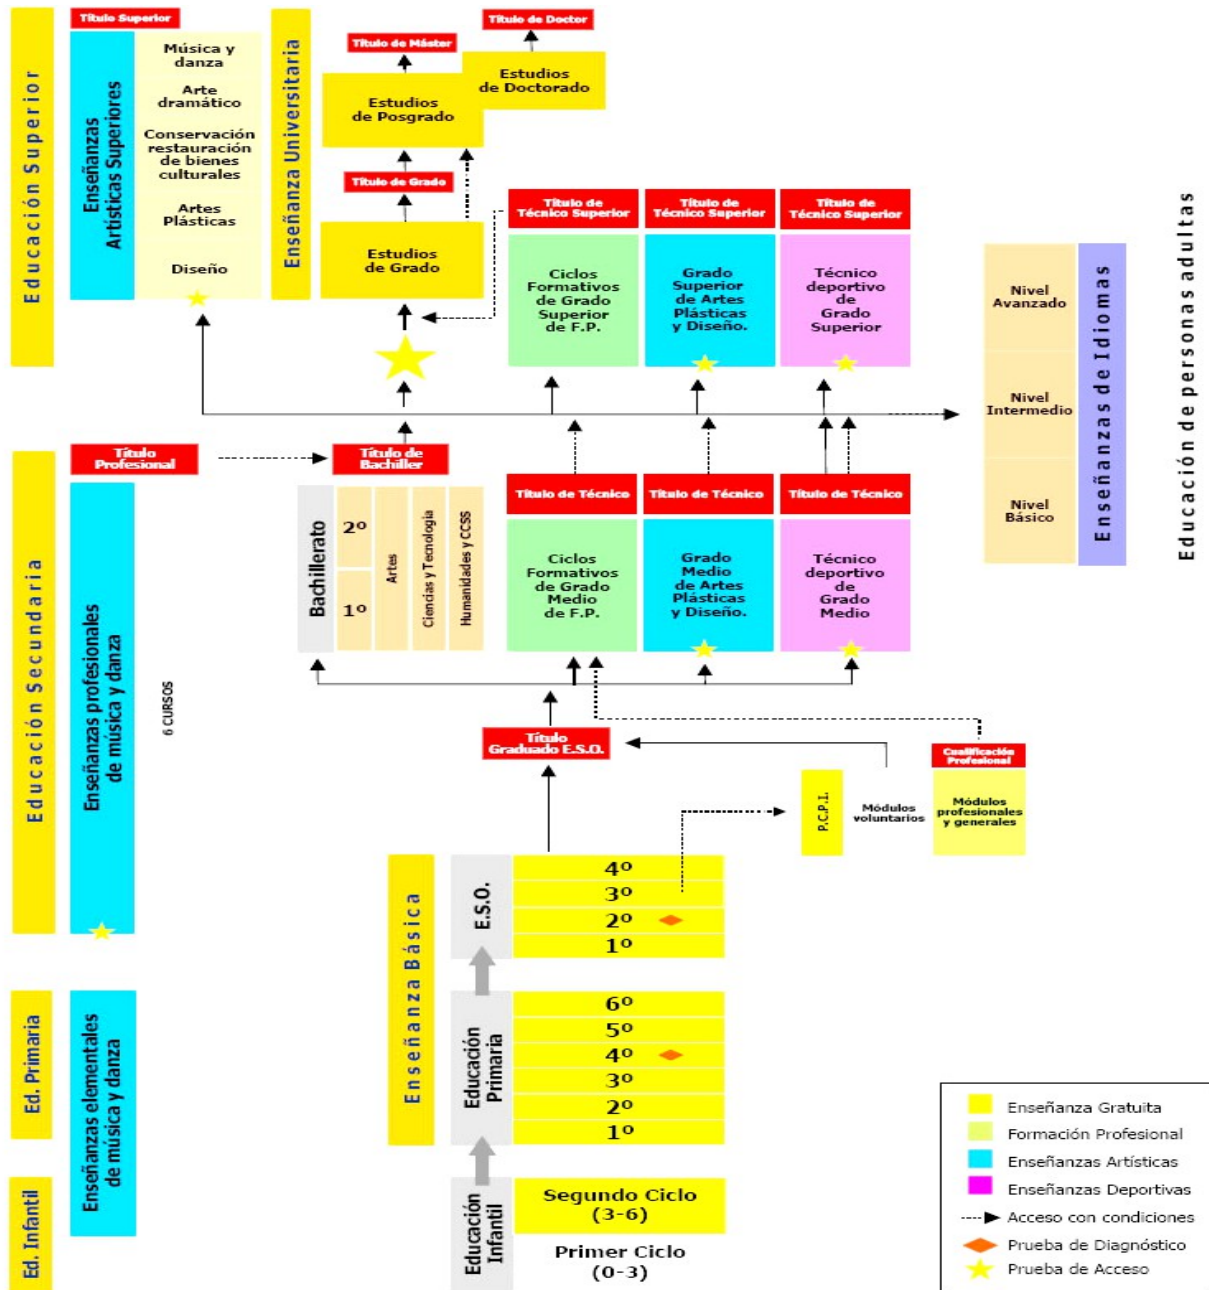 Educación Superior
Título Superior
Enseñanzas
Artísticas Superiores
Música y
danza
Arte
dramático
Conservación
restauración
de bienes
culturales
Artes
Plásticas
Diseño
Enseñanza Universitaria
Título de Máster
Título de Doctor
Estudios
de Posgrado
Estudios
de Doctorado
Título de Grado
Estudios
de Grado
Título de
Técnico Superior
Título de
Técnico Superior
Título de
Técnico Superior
Ciclos
Formativos
de Grado
Superior
de F.P.
Grado
Superior
de Artes
Plásticas
y Diseño.
Técnico
deportivo
de
Grado
Superior
Nivel
Avanzado
Nivel
Intermedio
Nivel
Básico
Enseñanzas de Idiomas
Educación de personas adultas
Educación Secundaria
Título
Profesional
Enseñanzas profesionales
de música y danza
6 CURSOS
Título de
Bachiller
Bachillerato
2º
1º
Artes
Ciencias y Tecnología
Humanidades y CCSS
Título de Técnico
Título de Técnico
Título de Técnico
Ciclos
Formativos
de Grado
Medio
de F.P.
Grado
Medio
de Artes
Plásticas
y Diseño.
Técnico
deportivo
de
Grado
Medio
Título
Graduado E.S.O.
Cualificación
Profesional
P.C.P.I.
Módulos
voluntarios
Módulos
profesionales
y generales
Enseñanza Básica
E.S.O.
4º
3º
2º
1º
Ed. Primaria
Enseñanzas elementales
de música y danza
Educación
Primaria
6º
5º
4º
3º
2º
1º
Ed. Infantil
Educación
Infantil
Segundo Ciclo
(3-6)
Primer Ciclo
(0-3)
Enseñanza Gratuita
Formación Profesional
Enseñanzas Artísticas
Enseñanzas Deportivas
Acceso con condiciones
Prueba de Diagnóstico
Prueba de Acceso